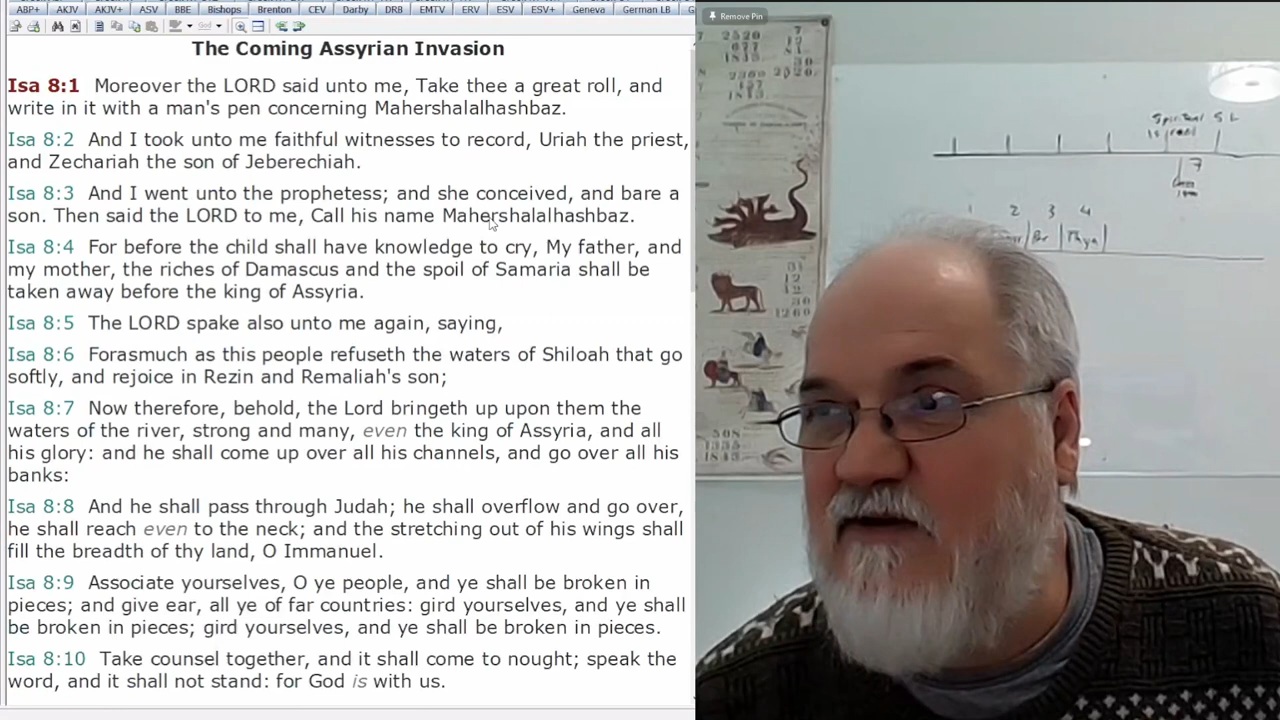 ABP+ AKJV AKJV+ ASV BBE Bishops Brenton CEV Darby DRB EMTV ERV ESV ESV+ Geneva German LB G
The Coming Assyrian Invasion
Isa 8:1 Moreover the LORD said unto me, Take thee a great roll, and
write in it with a man's pen concerning Mahershalalhashbaz.
Isa 8:2 And I took unto me faithful witnesses to record, Uriah the priest,
and Zechariah the son of Jeberechiah.
Isa 8:3 And I went unto the prophetess; and she conceived, and bare a
son. Then said the LORD to me, Call his name Mahershalalhashbaz.
Isa 8:4 For before the child shall have knowledge to cry, My father, and
my mother, the riches of Damascus and the spoil of Samaria shall be
taken away before the king of Assyria.
Isa 8:5 The LORD spake also unto me again, saying,
Isa 8:6 Forasmuch as this people refuseth the waters of Shiloah that go
softly, and rejoice in Rezin and Remaliah's son;
Isa 8:7 Now therefore, behold, the Lord bringeth up upon them the
waters of the river, strong and many, even the king of Assyria, and all
his glory: and he shall come up over all his channels, and go over all his
banks:
Isa 8:8 And he shall pass through Judah; he shall overflow and go over,
he shall reach even to the neck; and the stretching out of his wings shall
fill the breadth of thy land, O Immanuel.
Isa 8:9 Associate yourselves, O ye people, and ye shall be broken in
pieces; and give ear, all ye of far countries: gird yourselves, and ye shall
be broken in pieces; gird yourselves, and ye shall be broken in pieces.
Isa 8:10 Take counsel together, and it shall come to nought; speak the
word, and it shall not stand: for God is with us.
Remove Pin
2520 7
677
1843 30
2520
457
1843
12
30
1260
508
1335
1843
S L
7
1 2 3 4
Thya